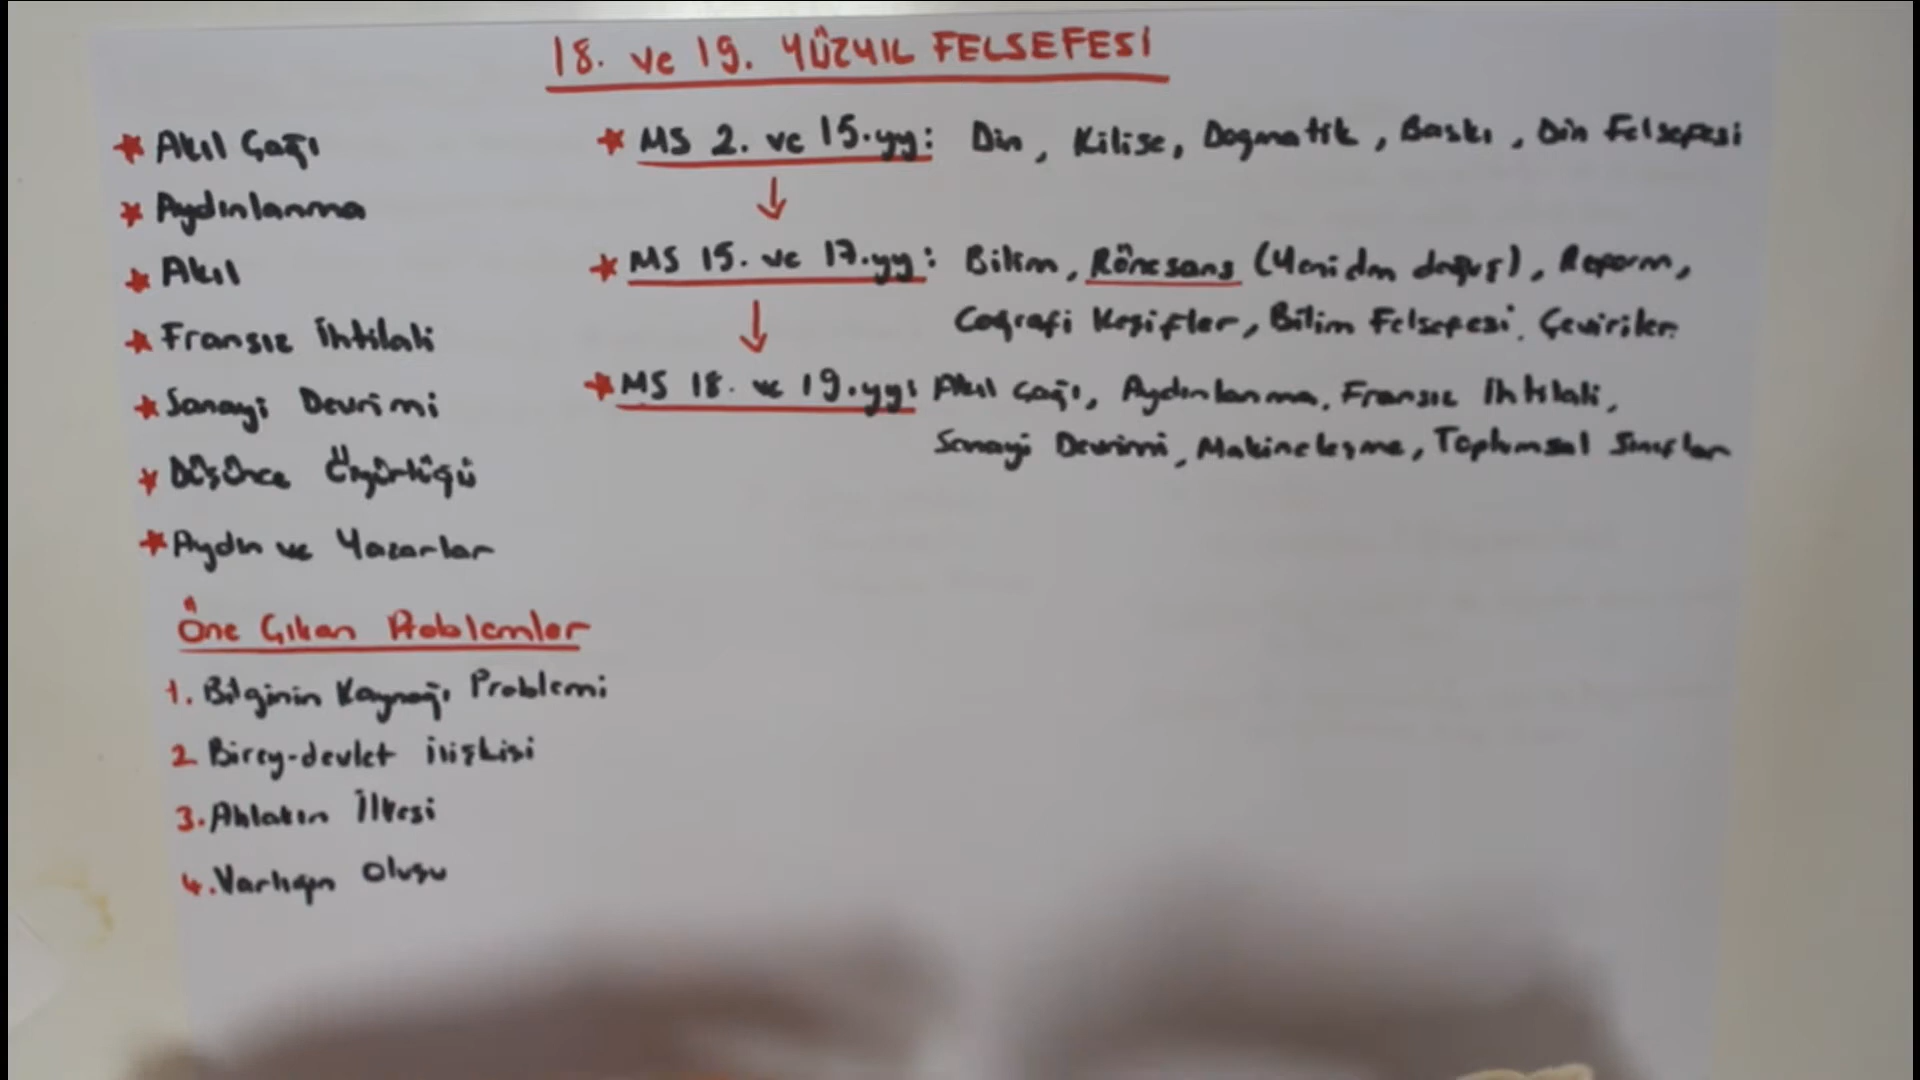 18. ve 19. YÜZYIL FELSEFESİ
★ Akıl Çağı
★ Aydınlanma
★ Akıl
★ Fransız İhtilali
★ Sanayi Devrimi
★ Düşünce Özgürlüğü
★ Aydın ve Yazarlar
Öne Çıkan Problemler
1. Bilginin Kaynağı Problemi
2 Birey-devlet ilişkisi
3. Ahlakın İlkesi
4. Varlığın Oluşu
★ MS 2. ve 15.yy: Din, Kilise, Dogmatik, Baskı, Din Felsefesi
↓
★ MS 15. ve 17.yy: Bilim, Rönesans (Yeniden doğuş), Reform,
Coğrafi Keşifler, Bilim Felsefesi, Çeviriler.
↓
★ MS 18. ve 19.yy: Akıl Çağı, Aydınlanma, Fransız İhtilali,
Sanayi Devrimi, Makineleşme, Toplumsal Sınıflar